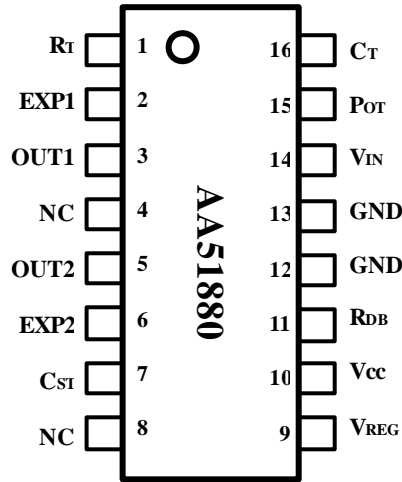 RT 1 16 CT
EXP1 2 15 POT
OUT1 3 14 VIN
NC 4 13 GND
OUT2 5 12 GND
EXP2 6 11 RDB
CST 7 10 Vcc
NC 8 9 VREG
AA51880